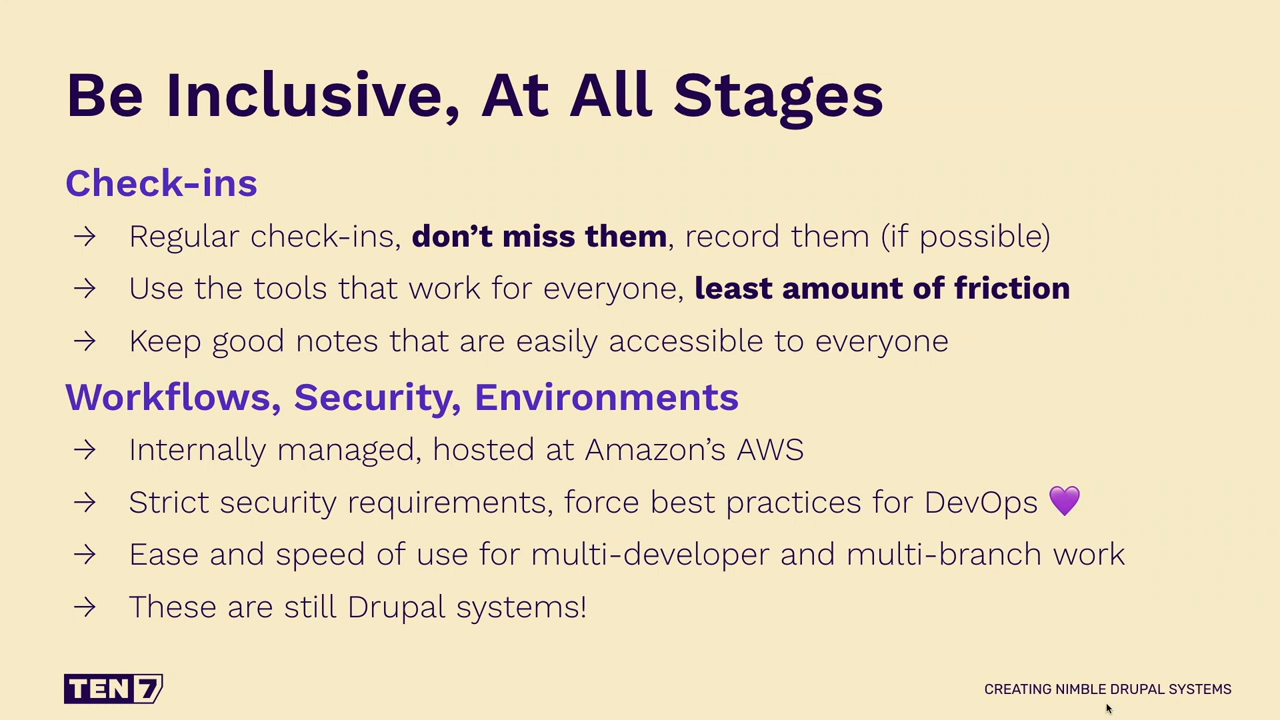 Be Inclusive, At All Stages
Check-ins
→ Regular check-ins, don’t miss them, record them (if possible)
→ Use the tools that work for everyone, least amount of friction
→ Keep good notes that are easily accessible to everyone
Workflows, Security, Environments
→ Internally managed, hosted at Amazon’s AWS
→ Strict security requirements, force best practices for DevOps 💜
→ Ease and speed of use for multi-developer and multi-branch work
→ These are still Drupal systems!
TEN7
CREATING NIMBLE DRUPAL SYSTEMS